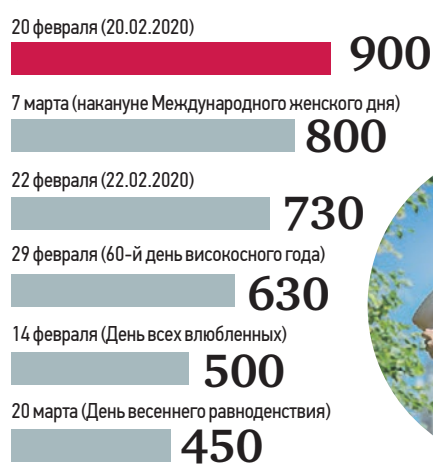 20 февраля (20.02.2020)
900
7 марта (накануне Международного женского дня)
800
22 февраля (22.02.2020)
730
29 февраля (60-й день високосного года)
630
14 февраля (День всех влюбленных)
500
20 марта (День весеннего равноденствия)
450